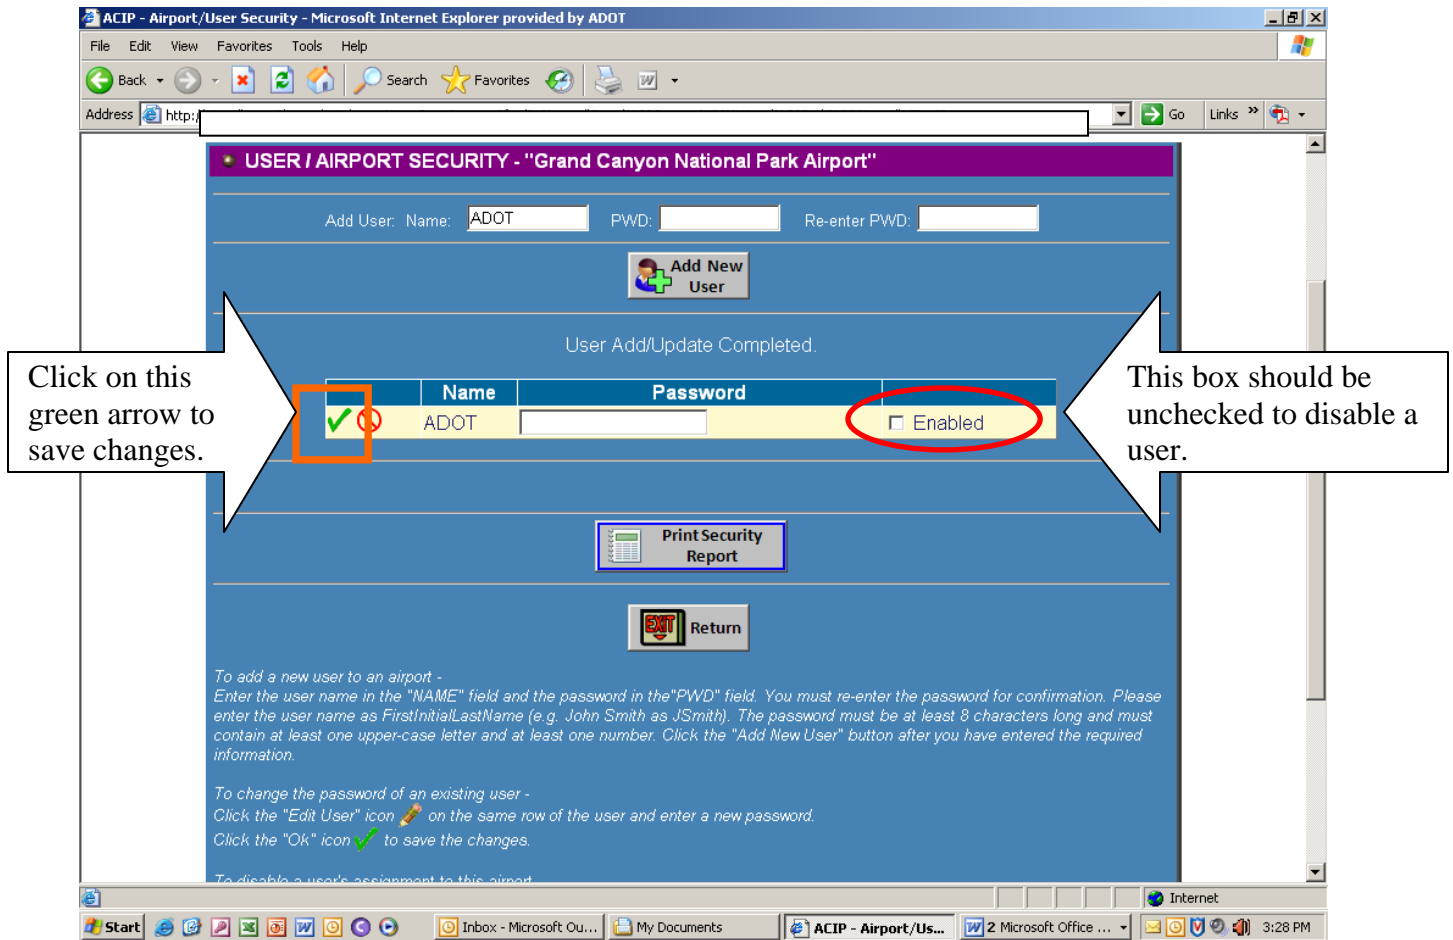 ACIP - Airport/User Security - Microsoft Internet Explorer provided by ADOT
File Edit View Favorites Tools Help
Back Search Favorites
Address http:/ Go Links »
USER / AIRPORT SECURITY - "Grand Canyon National Park Airport"
Add User: Name: ADOT PWD: Re-enter PWD:
Add New
User
User Add/Update Completed.
Click on this
green arrow to
save changes.
Name Password
ADOT Enabled
This box should be
unchecked to disable a
user.
Print Security
Report
EXIT Return
To add a new user to an airport -
Enter the user name in the "NAME" field and the password in the"PWD" field. You must re-enter the password for confirmation. Please
enter the user name as FirstInitialLastName (e.g. John Smith as JSmith). The password must be at least 8 characters long and must
contain at least one upper-case letter and at least one number. Click the "Add New User" button after you have entered the required
information.
To change the password of an existing user -
Click the "Edit User" icon on the same row of the user and enter a new password.
Click the "Ok" icon to save the changes.
To disable a user's assignment to this airport
Internet
Start Inbox - Microsoft Ou... My Documents ACIP - Airport/Us... 2 Microsoft Office ... 3:28 PM